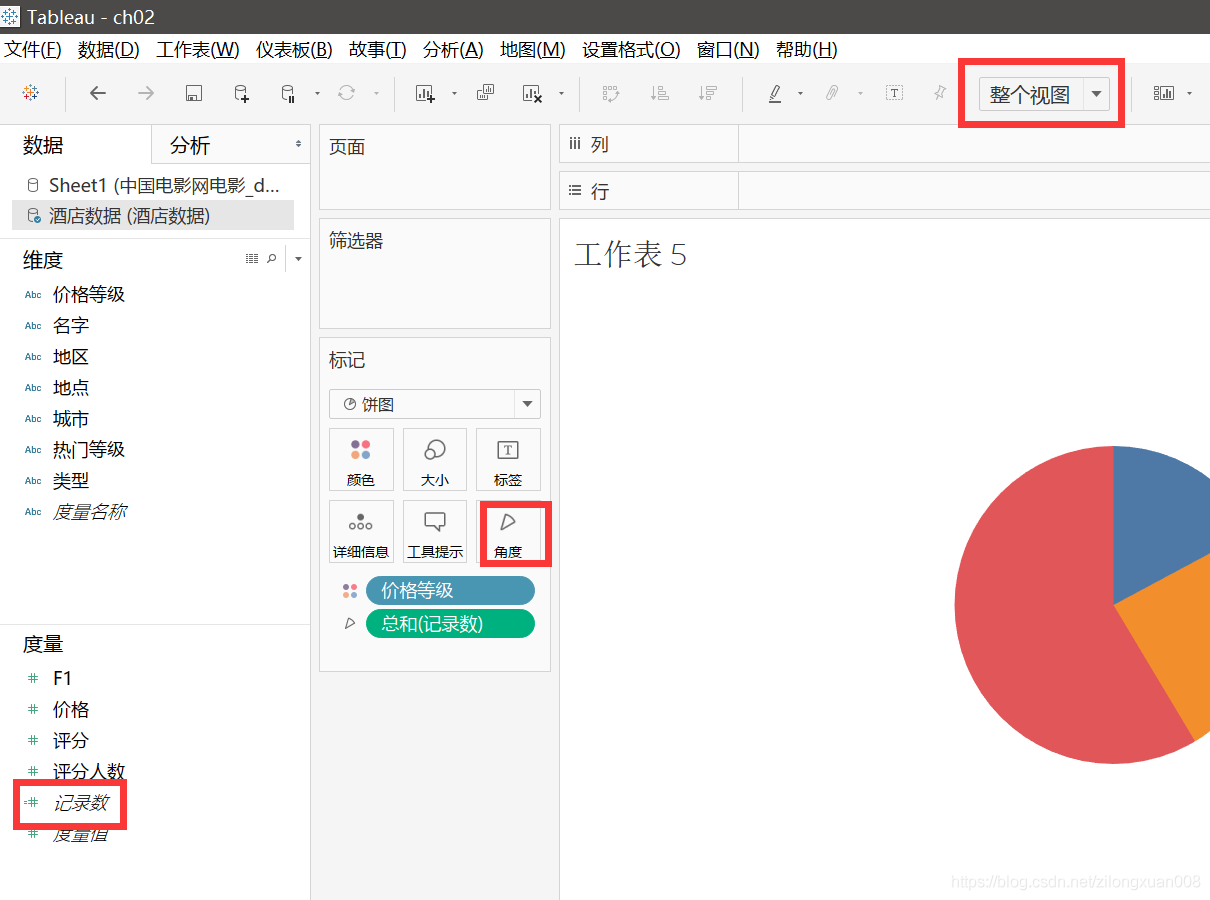 Tableau - ch02
文件(F) 数据(D) 工作表(W) 仪表板(B) 故事(T) 分析(A) 地图(M) 设置格式(O) 窗口(N) 帮助(H)
整个视图
数据 分析
Sheet1 (中国电影网电影_d...
酒店数据 (酒店数据)
维度
Abc 价格等级
Abc 名字
Abc 地区
Abc 地点
Abc 城市
Abc 热门等级
Abc 类型
Abc 度量名称
度量
# F1
# 价格
# 评分
# 评分人数
=# 记录数
# 度量值
页面
筛选器
标记
饼图
颜色 大小 标签
详细信息 工具提示 角度
价格等级
总和(记录数)
列
行
工作表 5
https://blog.csdn.net/zilongxuan008